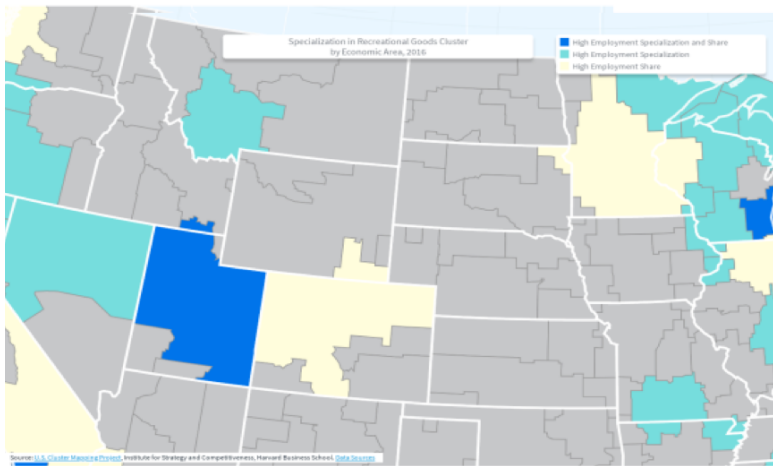 Specialization in Recreational Goods Cluster
by Economic Area, 2016
High Employment Specialization and Share
High Employment Specialization
High Employment Share
Source: U.S. Cluster Mapping Project, Institute for Strategy and Competitiveness, Harvard Business School. Data Sources